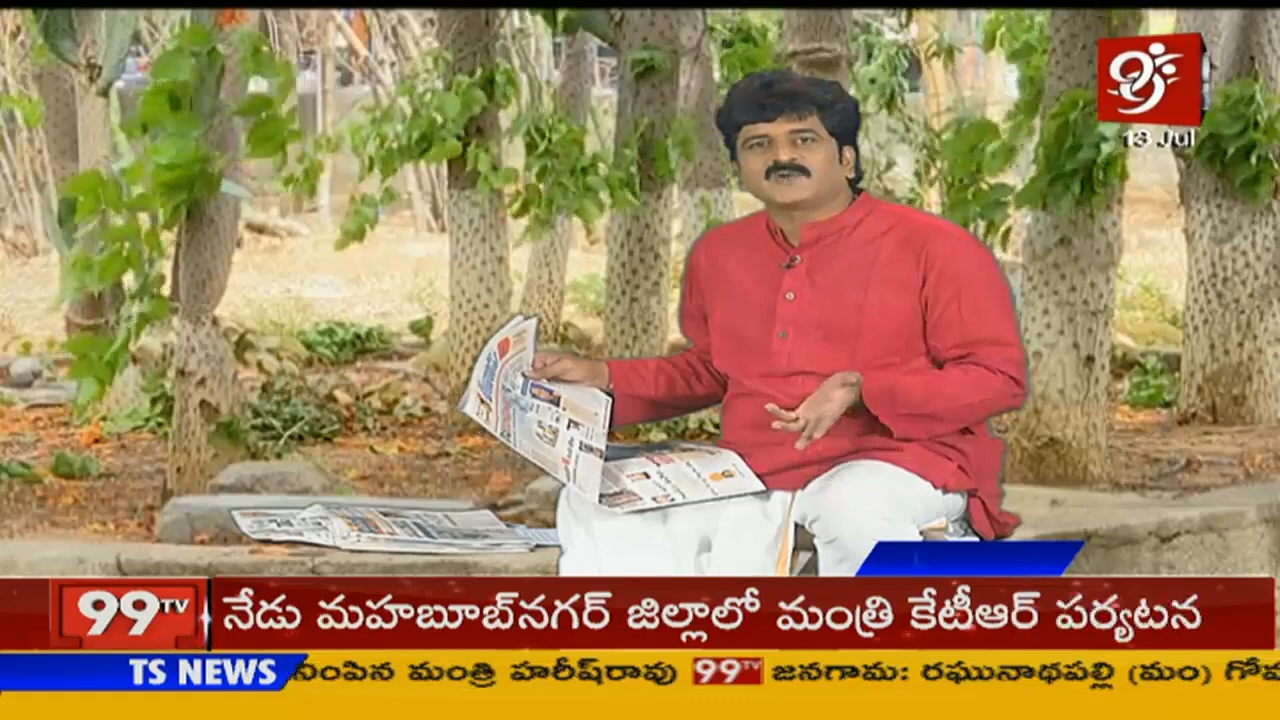 13 Jul
99TV నేడు మహబూబ్‌నగర్ జిల్లాలో మంత్రి కేటీఆర్ పర్యటన
TS NEWS నింపిన మంత్రి హరీష్‌రావు 99TV జనగామ: రఘునాథపల్లి (మం)